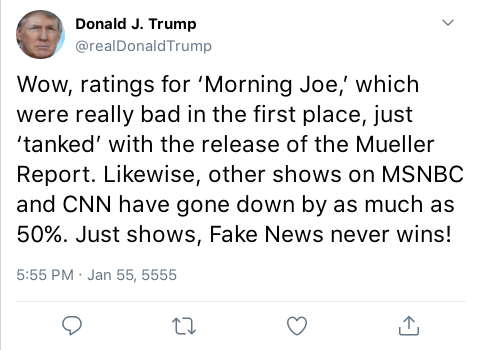 Donald J. Trump
@realDonaldTrump
Wow, ratings for ‘Morning Joe,’ which
were really bad in the first place, just
‘tanked’ with the release of the Mueller
Report. Likewise, other shows on MSNBC
and CNN have gone down by as much as
50%. Just shows, Fake News never wins!
5:55 PM · Jan 55, 5555